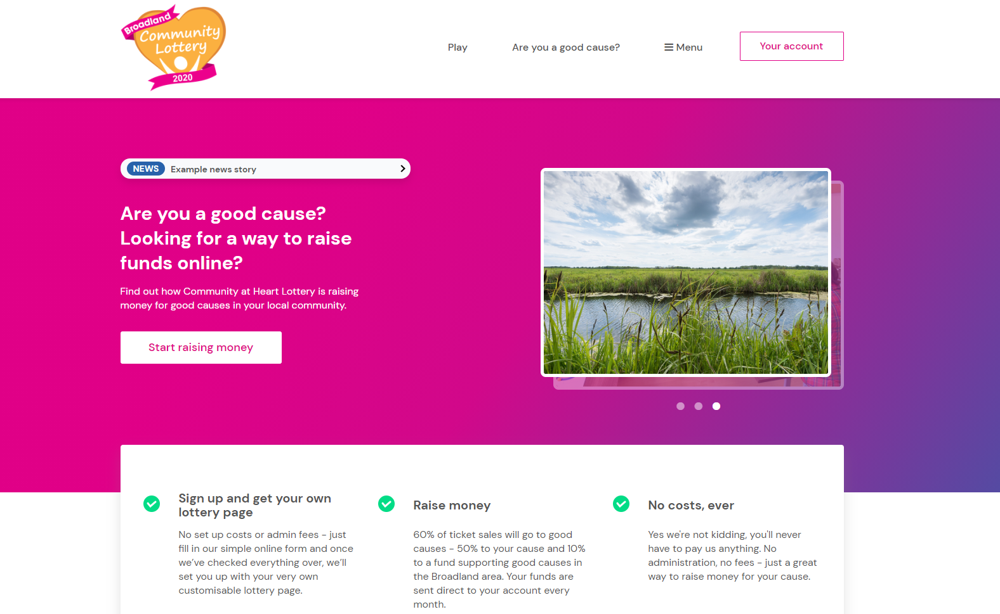 Broadland
Community
Lottery
2020
Play
Are you a good cause?
Menu
Your account
NEWS Example news story
Are you a good cause?
Looking for a way to raise
funds online?
Find out how Community at Heart Lottery is raising
money for good causes in your local community.
Start raising money
Sign up and get your own
lottery page
No set up costs or admin fees - just
fill in our simple online form and once
we’ve checked everything over, we’ll
set you up with your very own
customisable lottery page.
Raise money
60% of ticket sales will go to good
causes - 50% to your cause and 10%
to a fund supporting good causes in
the Broadland area. Your funds are
sent direct to your account every
month.
No costs, ever
Yes we're not kidding, you'll never
have to pay us anything. No
administration, no fees - just a great
way to raise money for your cause.